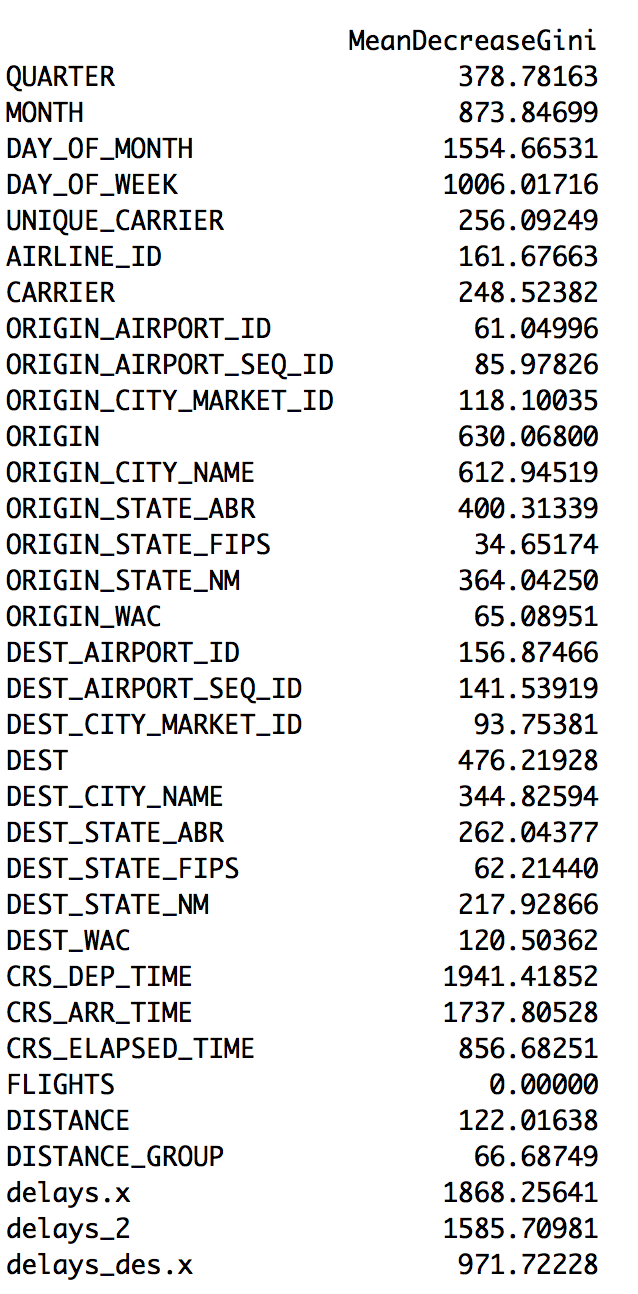 MeanDecreaseGini
QUARTER 378.78163
MONTH 873.84699
DAY_OF_MONTH 1554.66531
DAY_OF_WEEK 1006.01716
UNIQUE_CARRIER 256.09249
AIRLINE_ID 161.67663
CARRIER 248.52382
ORIGIN_AIRPORT_ID 61.04996
ORIGIN_AIRPORT_SEQ_ID 85.97826
ORIGIN_CITY_MARKET_ID 118.10035
ORIGIN 630.06800
ORIGIN_CITY_NAME 612.94519
ORIGIN_STATE_ABR 400.31339
ORIGIN_STATE_FIPS 34.65174
ORIGIN_STATE_NM 364.04250
ORIGIN_WAC 65.08951
DEST_AIRPORT_ID 156.87466
DEST_AIRPORT_SEQ_ID 141.53919
DEST_CITY_MARKET_ID 93.75381
DEST 476.21928
DEST_CITY_NAME 344.82594
DEST_STATE_ABR 262.04377
DEST_STATE_FIPS 62.21440
DEST_STATE_NM 217.92866
DEST_WAC 120.50362
CRS_DEP_TIME 1941.41852
CRS_ARR_TIME 1737.80528
CRS_ELAPSED_TIME 856.68251
FLIGHTS 0.00000
DISTANCE 122.01638
DISTANCE_GROUP 66.68749
delays.x 1868.25641
delays_2 1585.70981
delays_des.x 971.72228